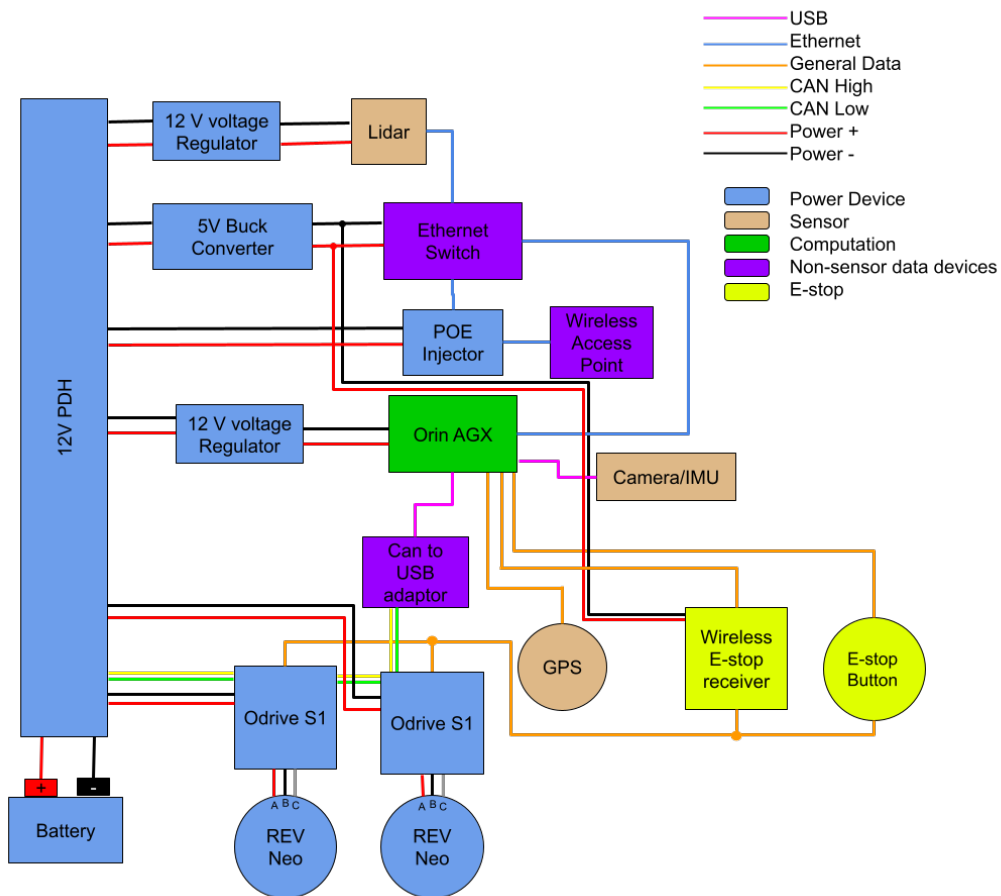 USB
Ethernet
General Data
CAN High
CAN Low
Power +
Power -
Power Device
Sensor
Computation
Non-sensor data devices
E-stop
12V PDH
12 V voltage
Regulator
Lidar
5V Buck
Converter
Ethernet
Switch
POE
Injector
Wireless
Access
Point
12 V voltage
Regulator
Orin AGX
Camera/IMU
Can to
USB
adaptor
GPS
Wireless
E-stop
receiver
E-stop
Button
Odrive S1
Odrive S1
A B C
REV
Neo
A B C
REV
Neo
+
-
Battery